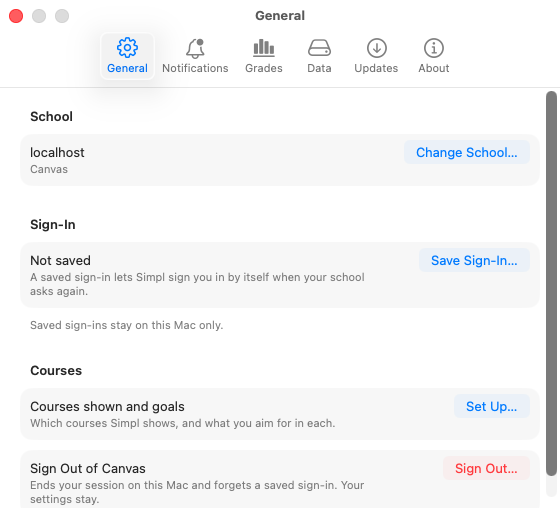 General
General
Notifications
Grades
Data
Updates
About
School
localhost
Change School...
Canvas
Sign-In
Not saved
Save Sign-In...
A saved sign-in lets Simpl sign you in by itself when your school
asks again.
Saved sign-ins stay on this Mac only.
Courses
Courses shown and goals
Set Up...
Which courses Simpl shows, and what you aim for in each.
Sign Out of Canvas
Sign Out...
Ends your session on this Mac and forgets a saved sign-in. Your
settings stay.